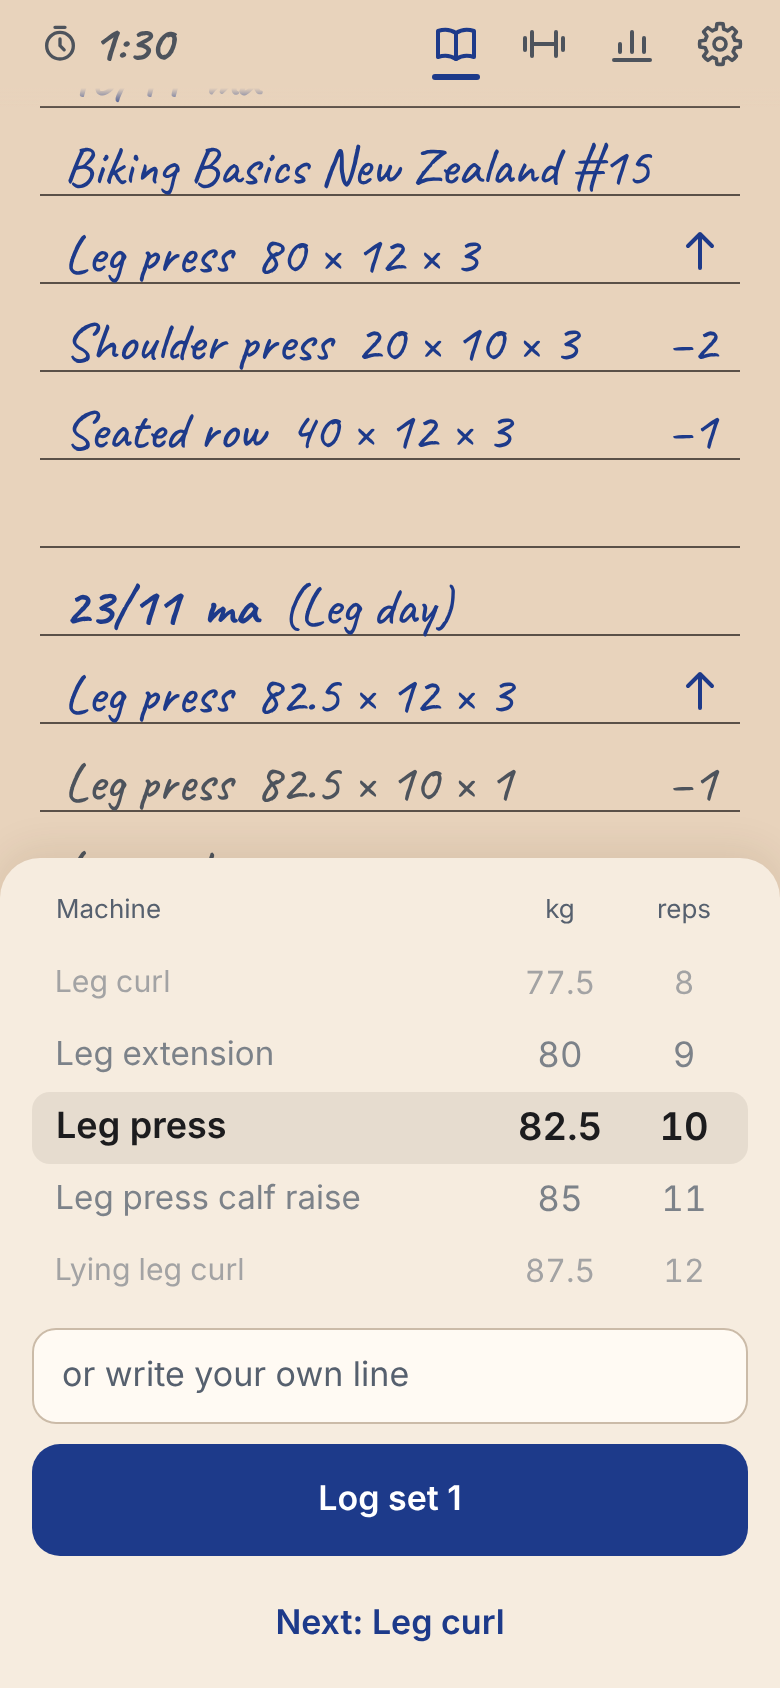 1:30
Biking Basics New Zealand #15
Leg press 80 × 12 × 3 ↑
Shoulder press 20 × 10 × 3 –2
Seated row 40 × 12 × 3 –1
23/11 ma (Leg day)
Leg press 82.5 × 12 × 3 ↑
Leg press 82.5 × 10 × 1 –1
Machine kg reps
Leg curl 77.5 8
Leg extension 80 9
Leg press 82.5 10
Leg press calf raise 85 11
Lying leg curl 87.5 12
or write your own line
Log set 1
Next: Leg curl